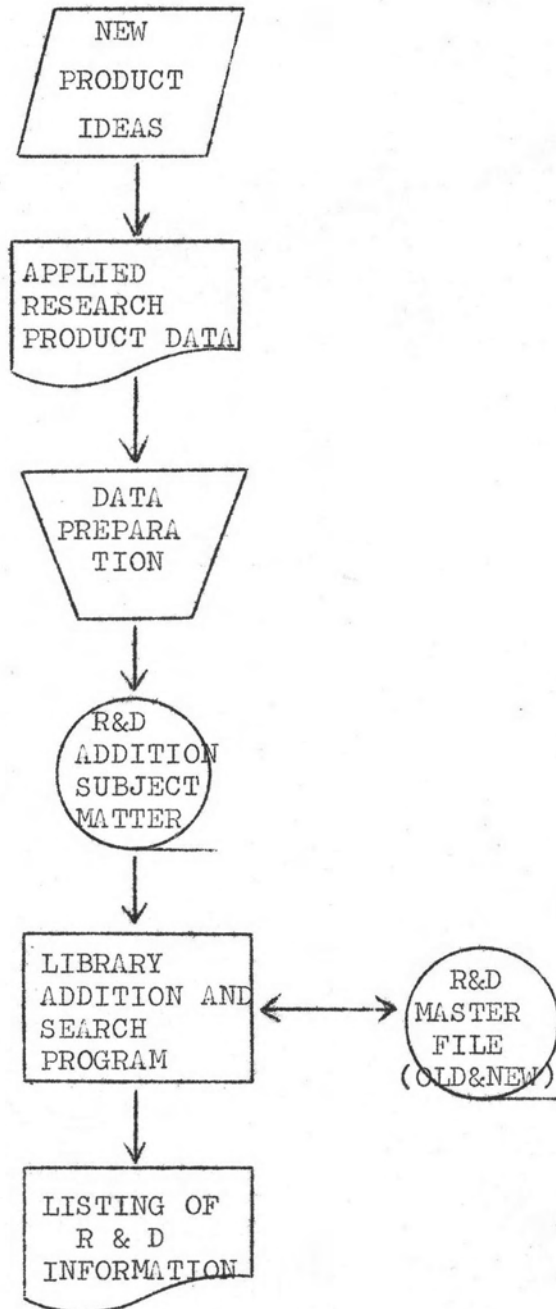 NEW
PRODUCT
IDEAS
APPLIED
RESEARCH
PRODUCT DATA
DATA
PREPARA
TION
R&D
ADDITION
SUBJECT
MATTER
LIBRARY
ADDITION AND
SEARCH
PROGRAM
R&D
MASTER
FILE
(OLD&NEW)
LISTING OF
R & D
INFORMATION